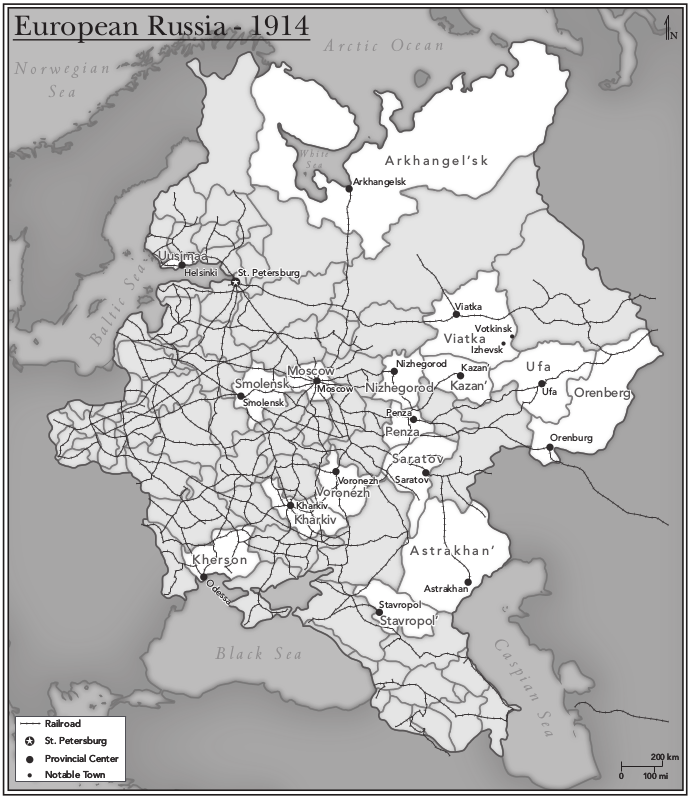 European Russia - 1914
N
Arctic Ocean
Norwegian
Sea
White
Sea
Arkhangel'sk
Arkhangelsk
Uusimaa
Helsinki
St. Petersburg
Baltic Sea
Viatka
Viatka
Votkinsk
Izhevsk
Moscow
Moscow
Smolensk
Smolensk
Nizhegorod
Nizhegorod
Kazan'
Kazan'
Ufa
Ufa
Orenberg
Orenburg
Penza
Penza
Saratov
Saratov
Voronezh
Voronezh
Kharkiv
Kharkiv
Kherson
Odessa
Astrakhan'
Astrakhan
Stavropol
Stavropol'
Black Sea
Caspian Sea
Railroad
St. Petersburg
Provincial Center
Notable Town
200 km
0 100 mi